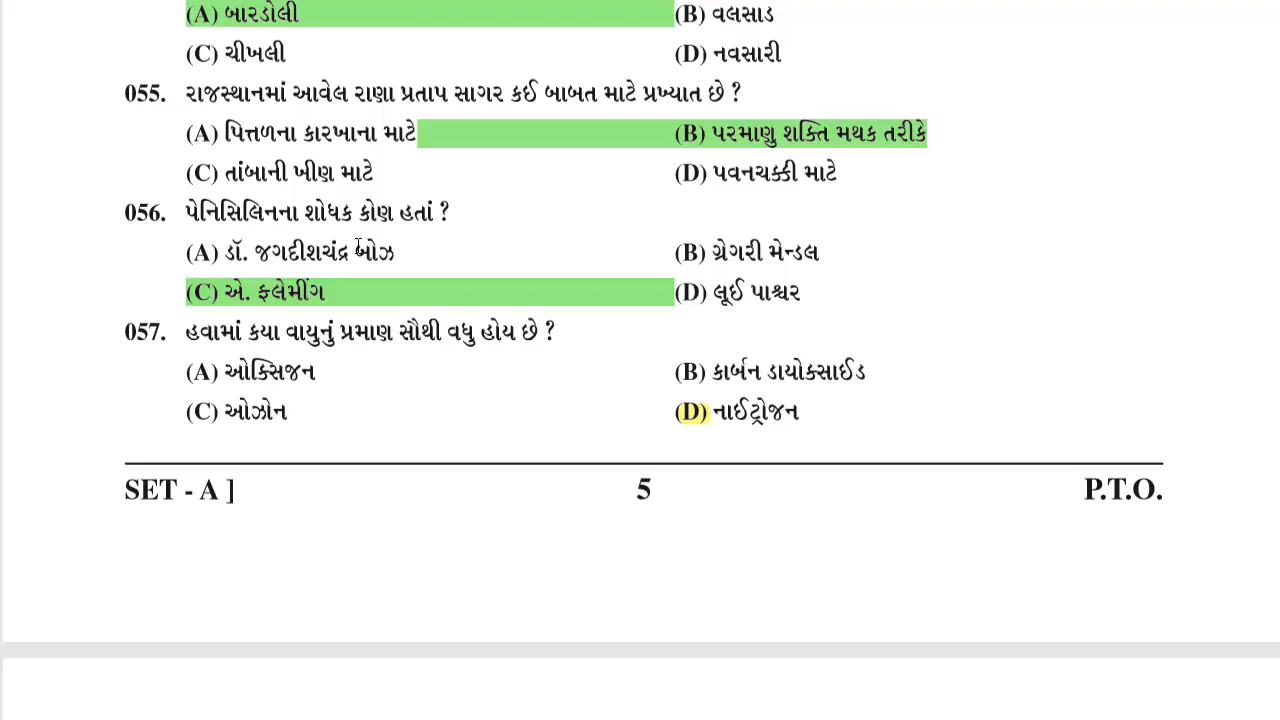 (A) બારડોલી (B) વલસાડ
(C) ચીખલી (D) નવસારી
055. રાજસ્થાનમાં આવેલ રાણા પ્રતાપ સાગર કઈ બાબત માટે પ્રખ્યાત છે ?
(A) પિત્તળના કારખાના માટે (B) પરમાણુ શક્તિ મથક તરીકે
(C) તાંબાની ખીણ માટે (D) પવનચક્કી માટે
056. પેનિસિલિનના શોધક કોણ હતાં ?
(A) ડૉ. જગદીશચંદ્ર બોઝ (B) ગ્રેગરી મેન્ડલ
(C) એ. ફલેમીંગ (D) લૂઈ પાશ્ચર
057. હવામાં કયા વાયુનું પ્રમાણ સૌથી વધુ હોય છે ?
(A) ઓક્સિજન (B) કાર્બન ડાયોક્સાઈડ
(C) ઓઝોન (D) નાઈટ્રોજન
SET - A ] 5 P.T.O.